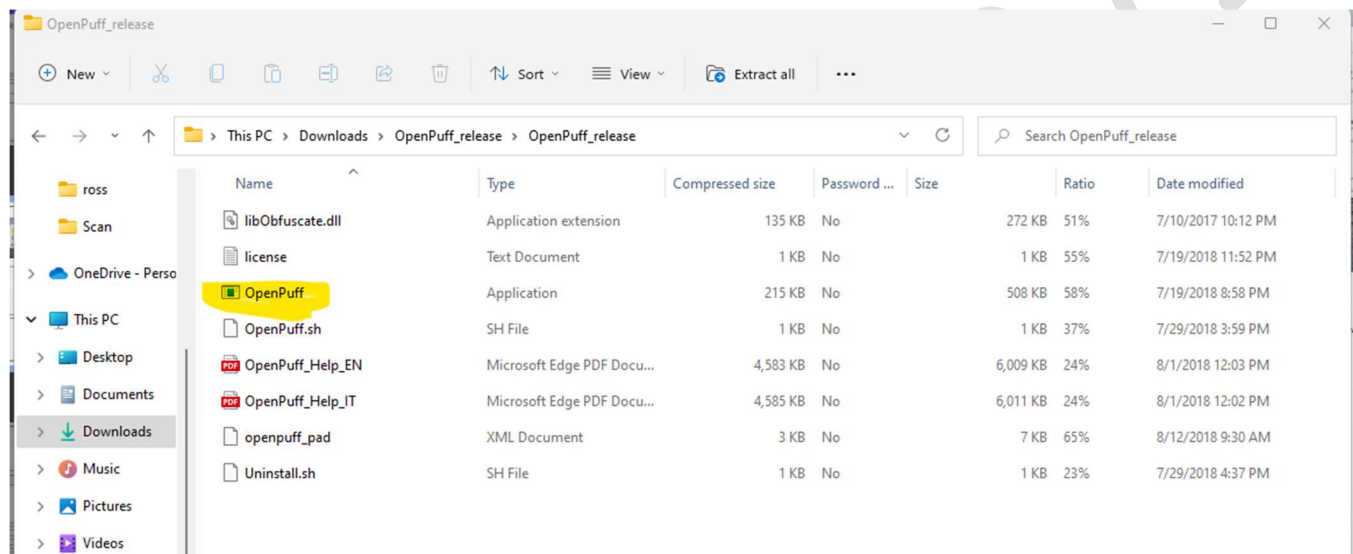 OpenPuff_release
New Sort View Extract all ...
This PC > Downloads > OpenPuff_release > OpenPuff_release Search OpenPuff_release
ross
Scan
OneDrive - Perso
This PC
Desktop
Documents
Downloads
Music
Pictures
Videos
Name Type Compressed size Password ... Size Ratio Date modified
libObfuscate.dll Application extension 135 KB No 272 KB 51% 7/10/2017 10:12 PM
license Text Document 1 KB No 1 KB 55% 7/19/2018 11:52 PM
OpenPuff Application 215 KB No 508 KB 58% 7/19/2018 8:58 PM
OpenPuff.sh SH File 1 KB No 1 KB 37% 7/29/2018 3:59 PM
PDF OpenPuff_Help_EN Microsoft Edge PDF Docu... 4,583 KB No 6,009 KB 24% 8/1/2018 12:03 PM
PDF OpenPuff_Help_IT Microsoft Edge PDF Docu... 4,585 KB No 6,011 KB 24% 8/1/2018 12:02 PM
openpuff_pad XML Document 3 KB No 7 KB 65% 8/12/2018 9:30 AM
Uninstall.sh SH File 1 KB No 1 KB 23% 7/29/2018 4:37 PM